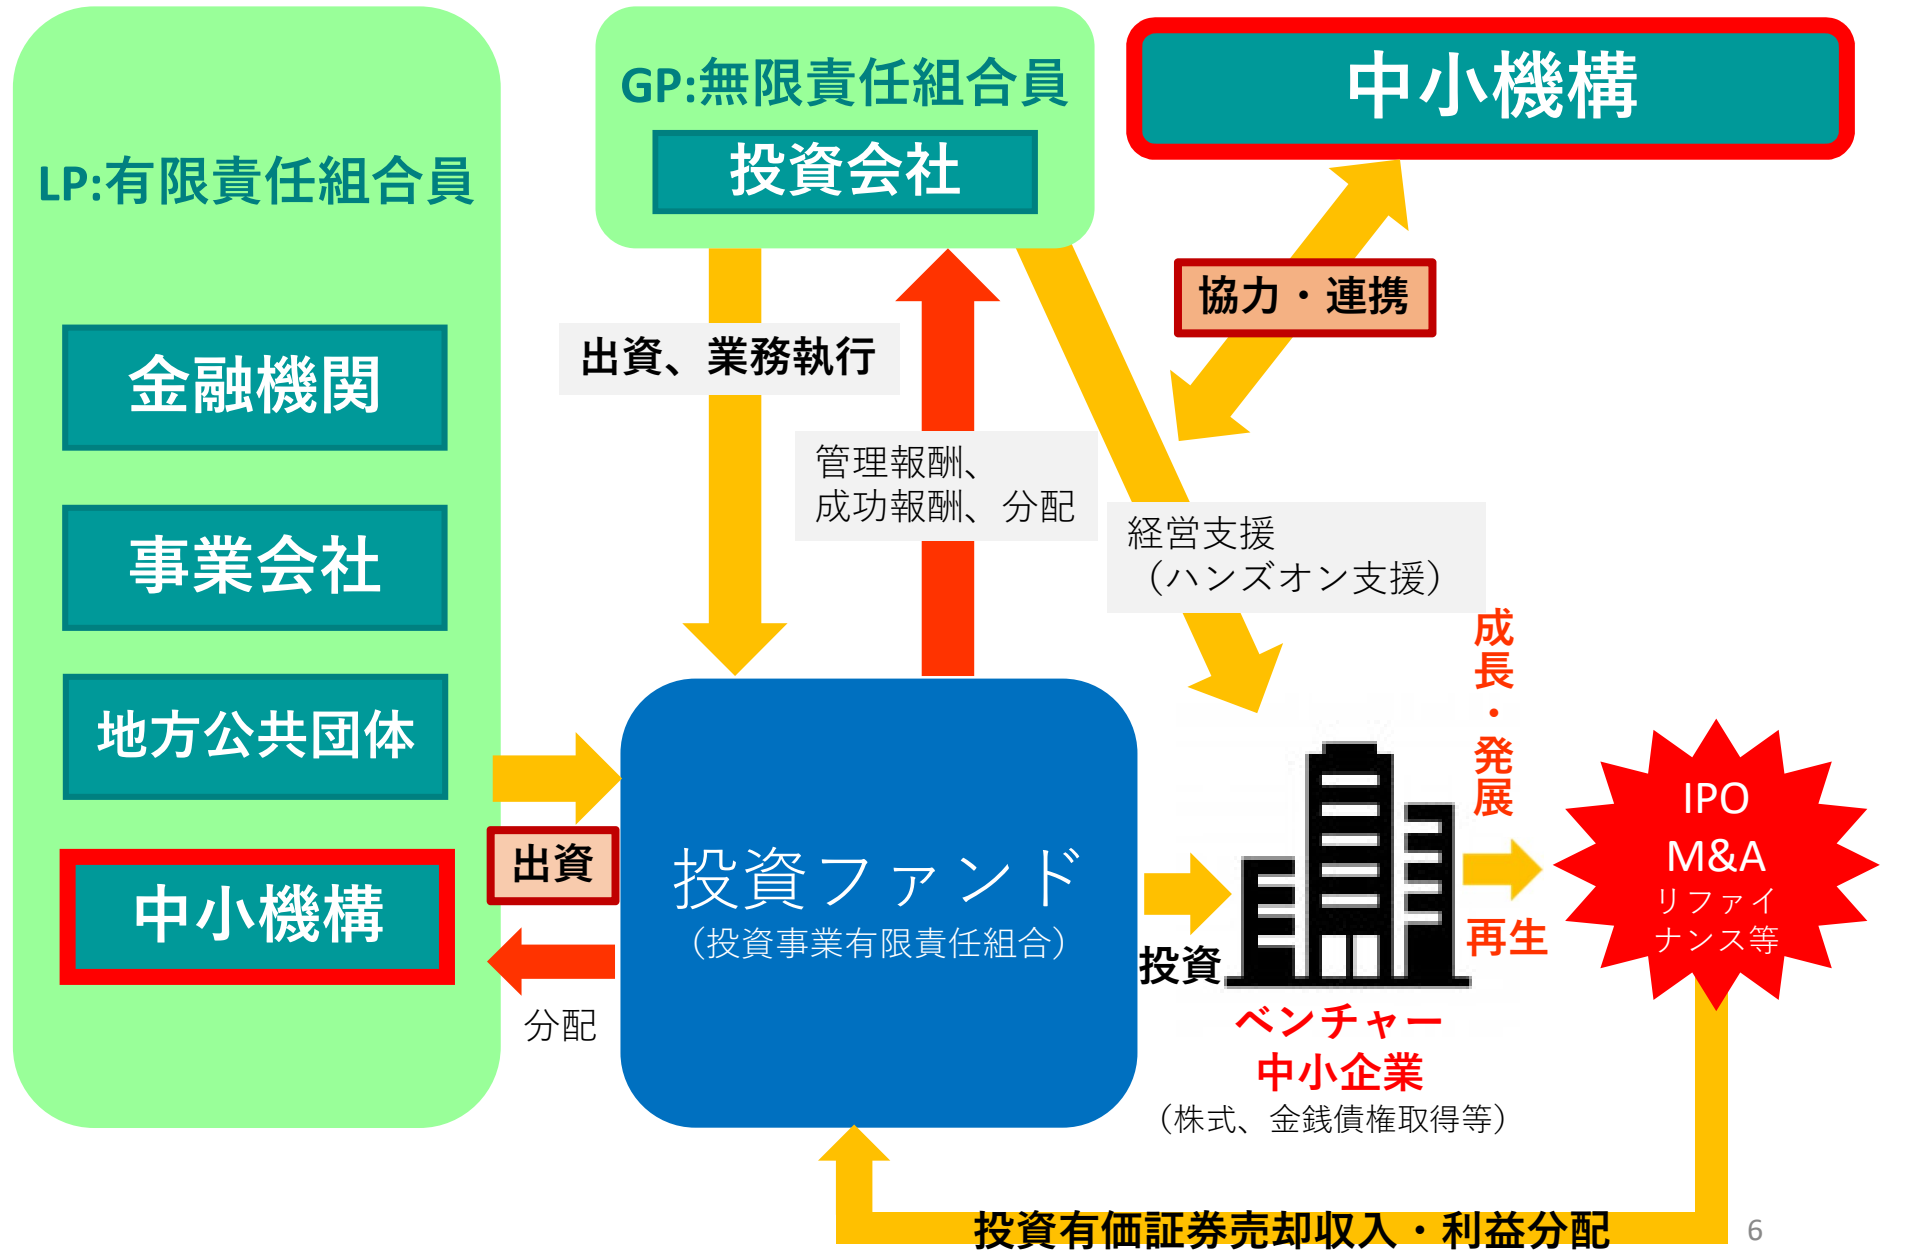 LP:有限責任組合員
金融機関
事業会社
地方公共団体
中小機構
GP:無限責任組合員
投資会社
中小機構
協力・連携
出資、業務執行
管理報酬、
成功報酬、分配
経営支援
（ハンズオン支援）
出資
分配
投資ファンド
（投資事業有限責任組合）
投資
ベンチャー
中小企業
（株式、金銭債権取得等）
成長・発展
再生
IPO
M&A
リファイ
ナンス等
投資有価証券売却収入・利益分配
6